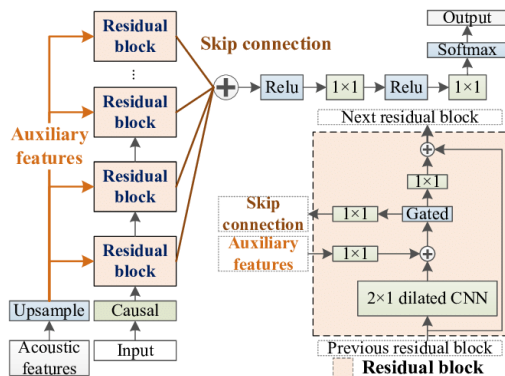 Residual
block
...
Residual
block
Residual
block
Residual
block
Auxiliary
features
Skip connection
Upsample
Causal
Acoustic
features
Input
Relu
1×1
Relu
1×1
Softmax
Output
Next residual block
1×1
Skip
connection
1×1
Gated
Auxiliary
features
1×1
2×1 dilated CNN
Previous residual block
Residual block